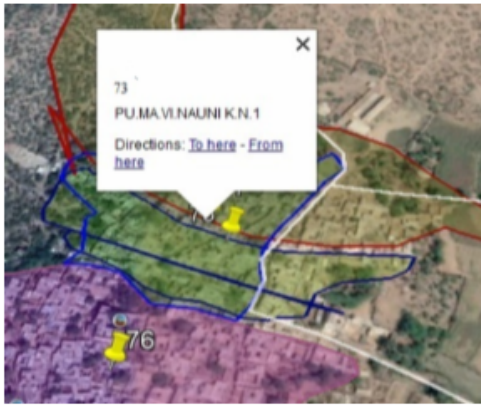 73
PU.MA.VI.NAUNI K.N.1
Directions: To here - From
here
76